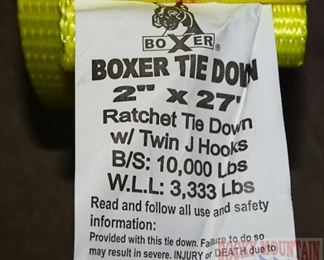 BOXER®
BOXER TIE DOWN
2" x 27'
Ratchet Tie Down
w/ Twin J Hooks
B/S: 10,000 Lbs
W.L.L: 3,333 Lbs
Read and follow all use and safety
information:
Provided with this tie down. Failure to do so
may result in severe. INJURY or DEATH due to
MOUNTAIN